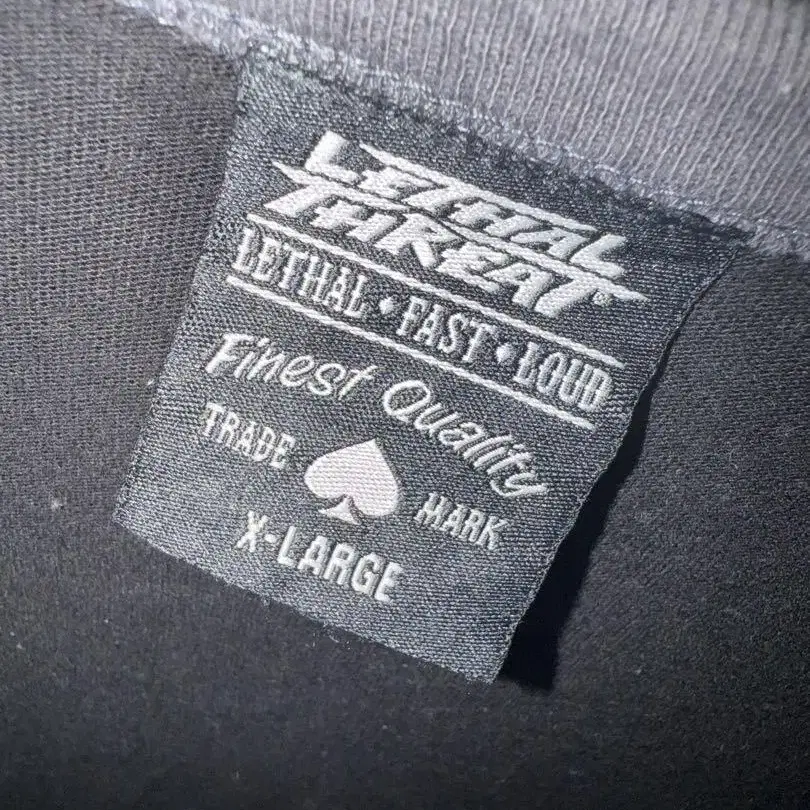 LETHAL
THREAT®
LETHAL • FAST • LOUD
Finest Quality
TRADE MARK
X-LARGE